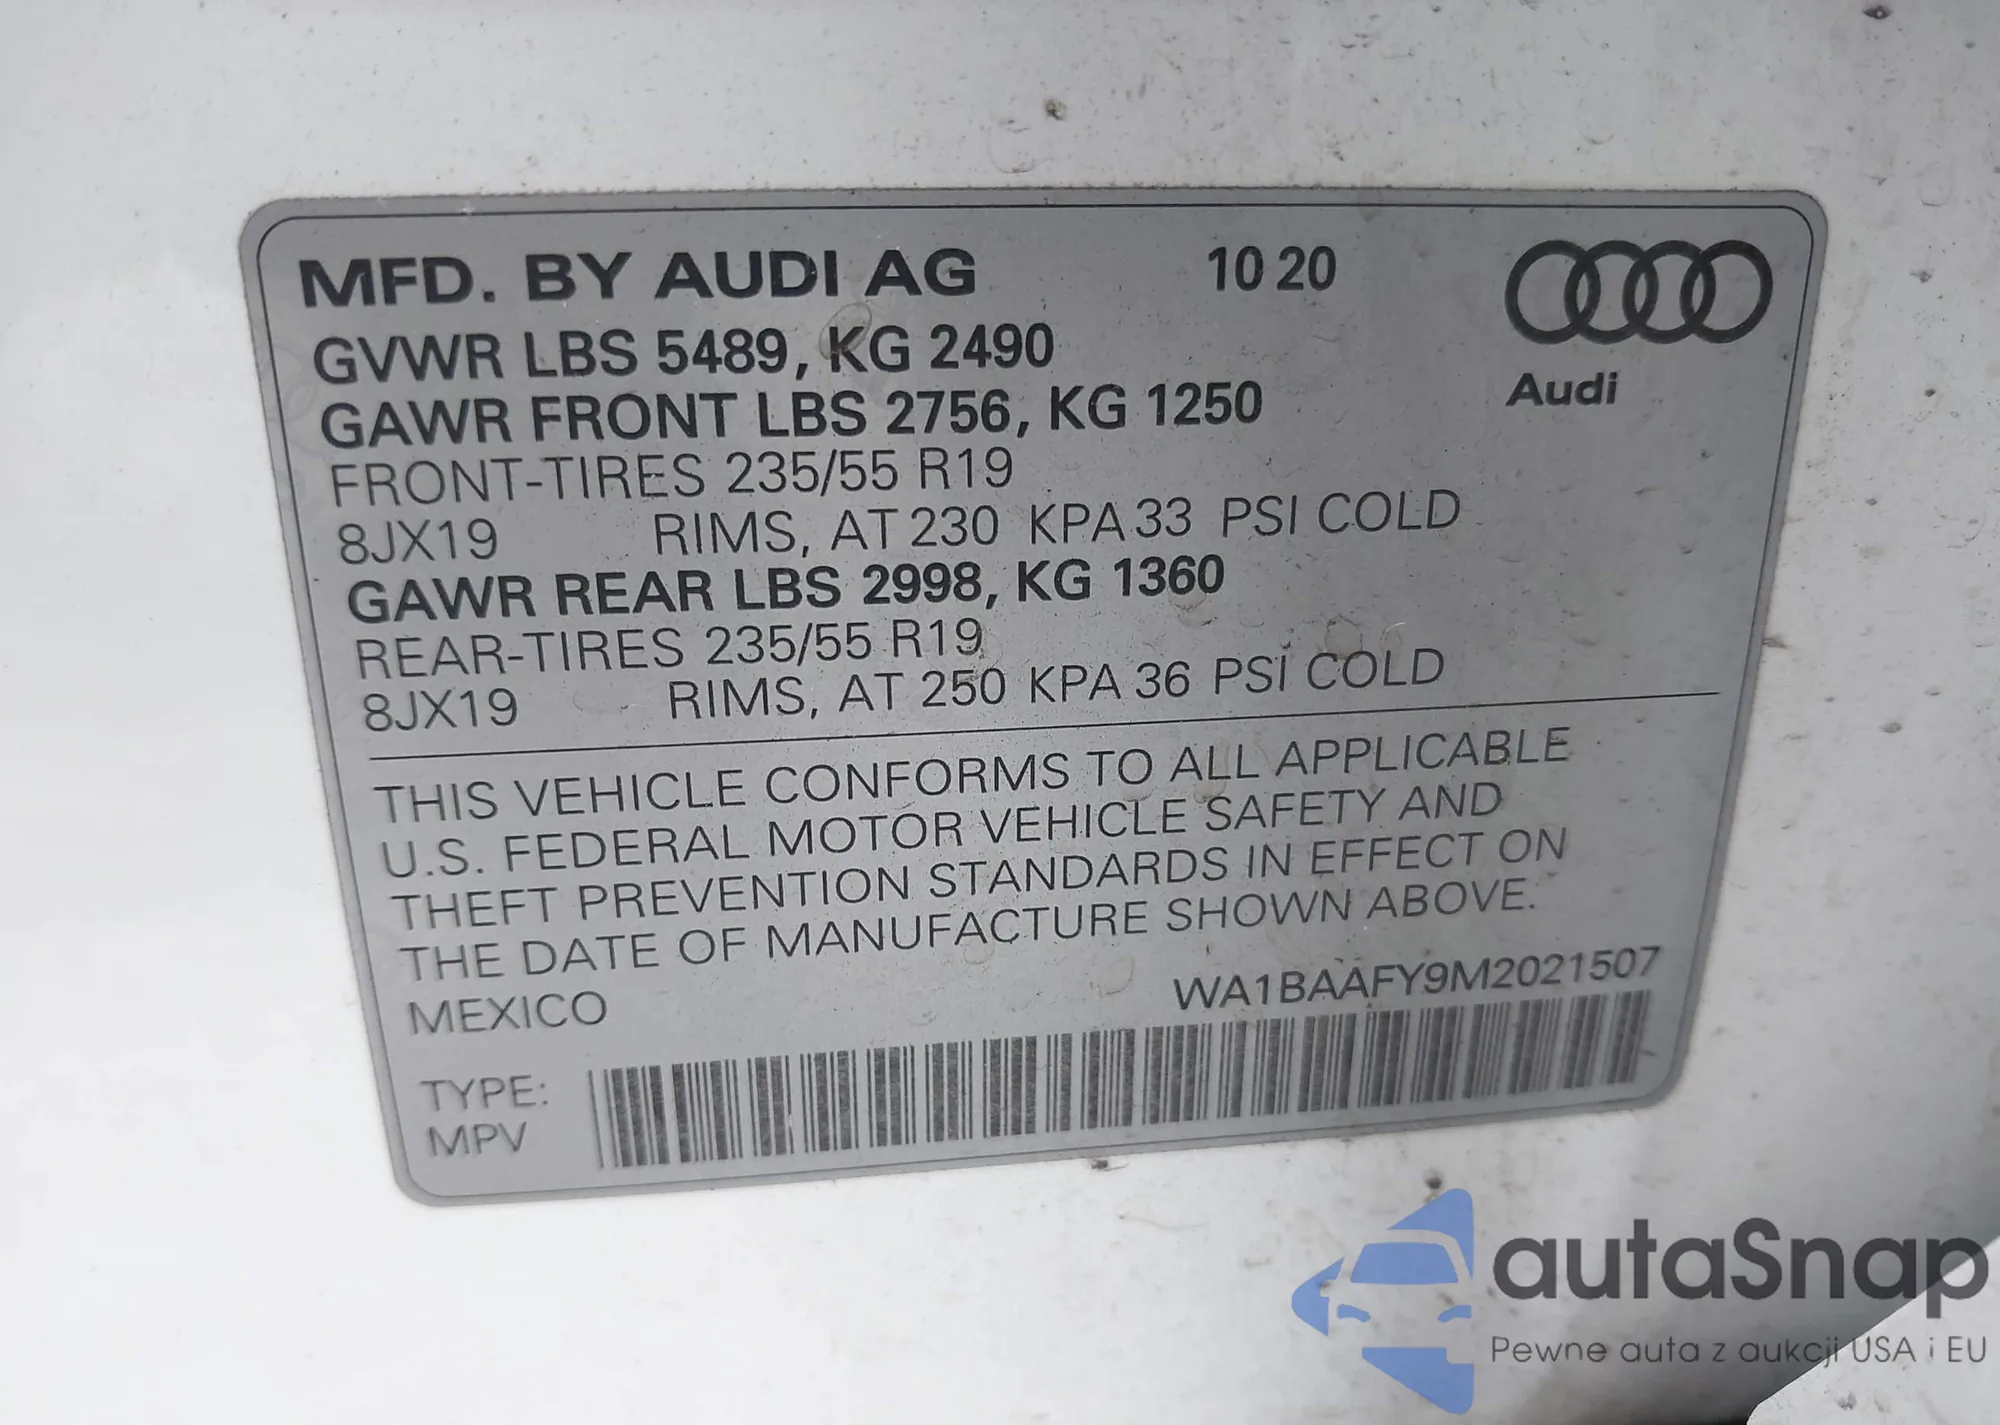 MFD. BY AUDI AG 10 20
Audi
GVWR LBS 5489, KG 2490
GAWR FRONT LBS 2756, KG 1250
FRONT-TIRES 235/55 R19
8JX19 RIMS, AT 230 KPA 33 PSI COLD
GAWR REAR LBS 2998, KG 1360
REAR-TIRES 235/55 R19
8JX19 RIMS, AT 250 KPA 36 PSI COLD
THIS VEHICLE CONFORMS TO ALL APPLICABLE
U.S. FEDERAL MOTOR VEHICLE SAFETY AND
THEFT PREVENTION STANDARDS IN EFFECT ON
THE DATE OF MANUFACTURE SHOWN ABOVE.
MEXICO WA1BAAFY9M2021507
TYPE:
MPV
autaSnap
Pewne auta z aukcji USA i EU